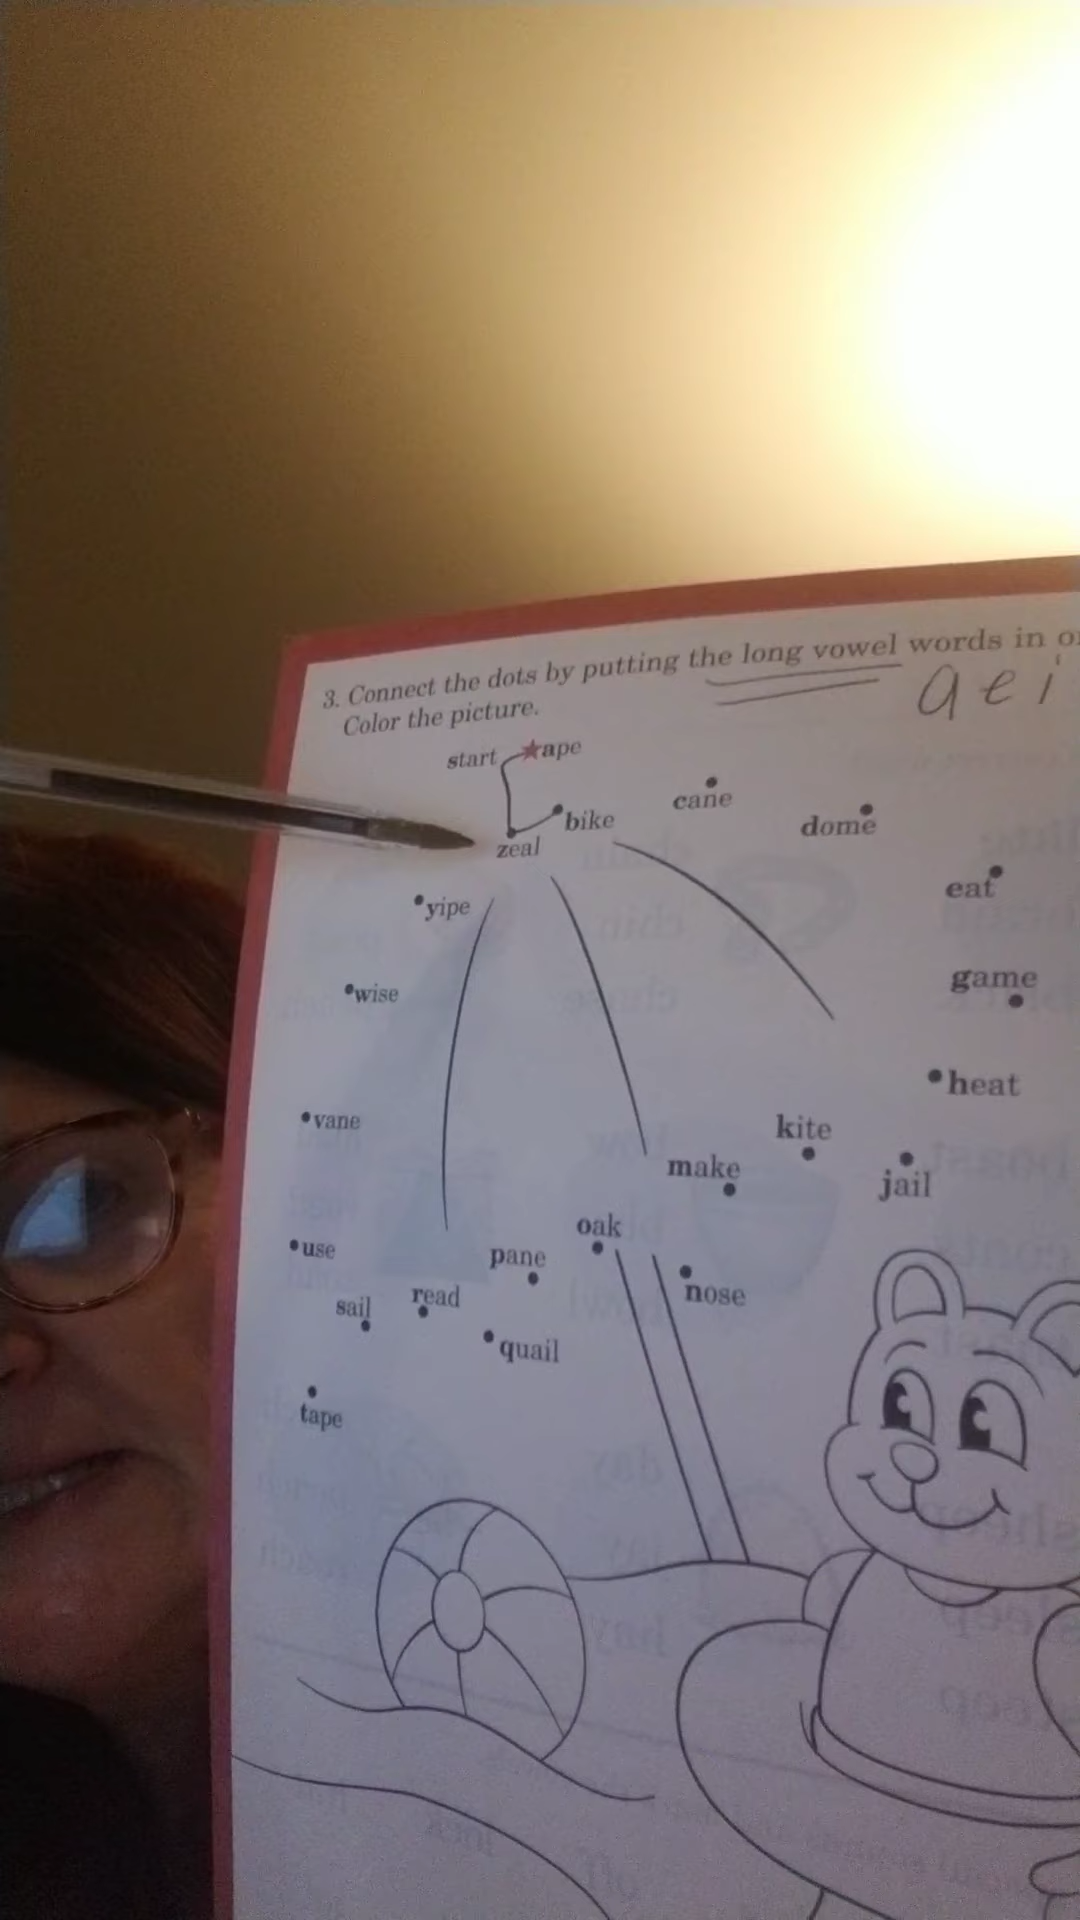 3. Connect the dots by putting the long vowel words in
Color the picture.
a e i
start ape
cane
dome
bike
zeal
eat
yipe
game
wise
heat
vane
kite
make
jail
oak
use
pane
nose
read
sail
quail
tape